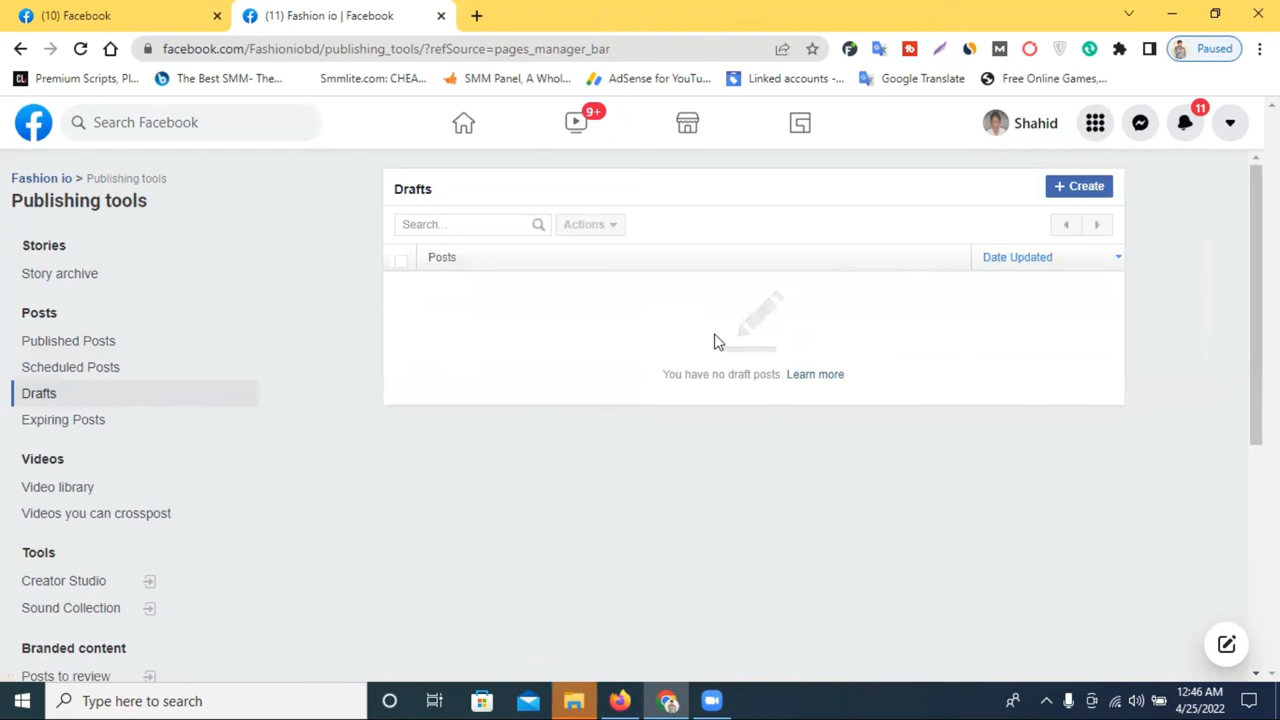 (10) Facebook
(11) Fashion io | Facebook
facebook.com/Fashioniobd/publishing_tools/?refSource=pages_manager_bar
Paused
Premium Scripts, Pl...
The Best SMM- The...
Smmlite.com: CHEA...
SMM Panel, A Whol...
AdSense for YouTu...
Linked accounts -...
Google Translate
Free Online Games,...
Search Facebook
9+
Shahid
11
Fashion io > Publishing tools
Publishing tools
Stories
Story archive
Posts
Published Posts
Scheduled Posts
Drafts
Expiring Posts
Videos
Video library
Videos you can crosspost
Tools
Creator Studio
Sound Collection
Branded content
Posts to review
Drafts
+ Create
Search...
Actions
Posts
Date Updated
You have no draft posts. Learn more
Type here to search
12:46 AM
4/25/2022